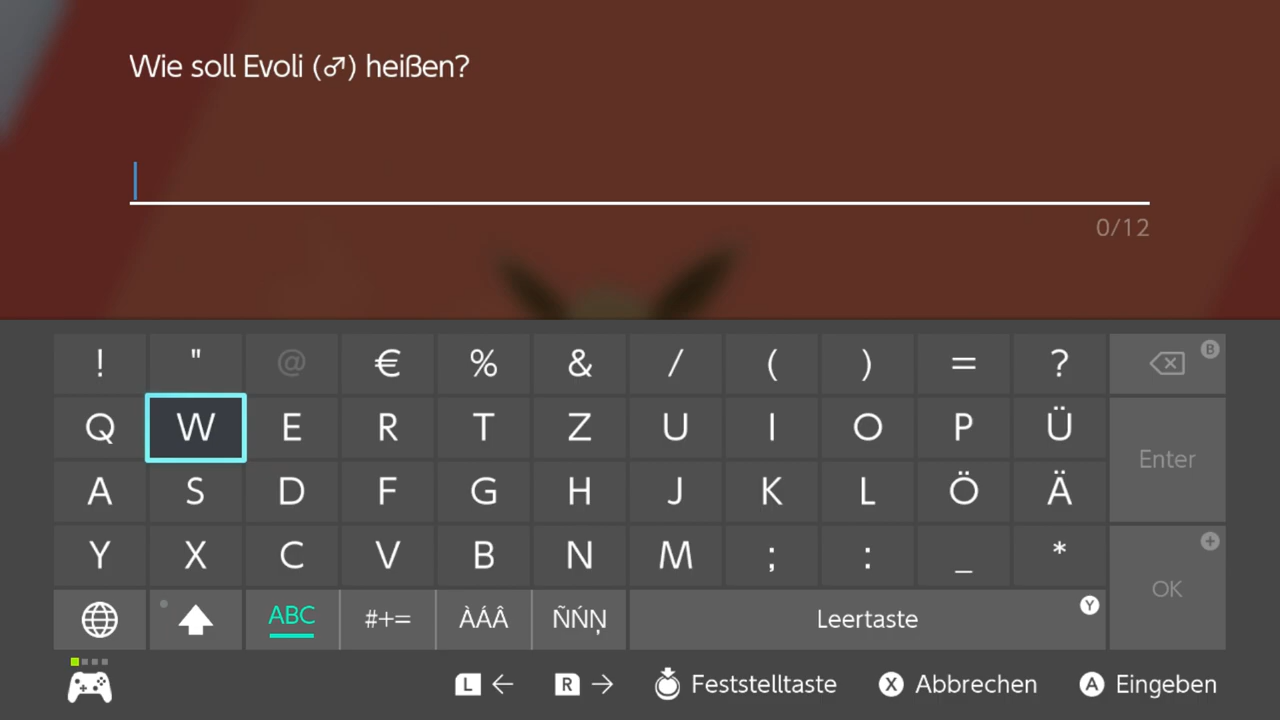 Wie soll Evoli (♂) heißen?
0/12
! " @ € % & / ( ) = ? B
Q W E R T Z U I O P Ü
A S D F G H J K L Ö Ä Enter
Y X C V B N M ; : _ * +
ABC #+= ÀÁÂ ÑŃŅ Leertaste Y OK
L ← R → Feststelltaste X Abbrechen A Eingeben